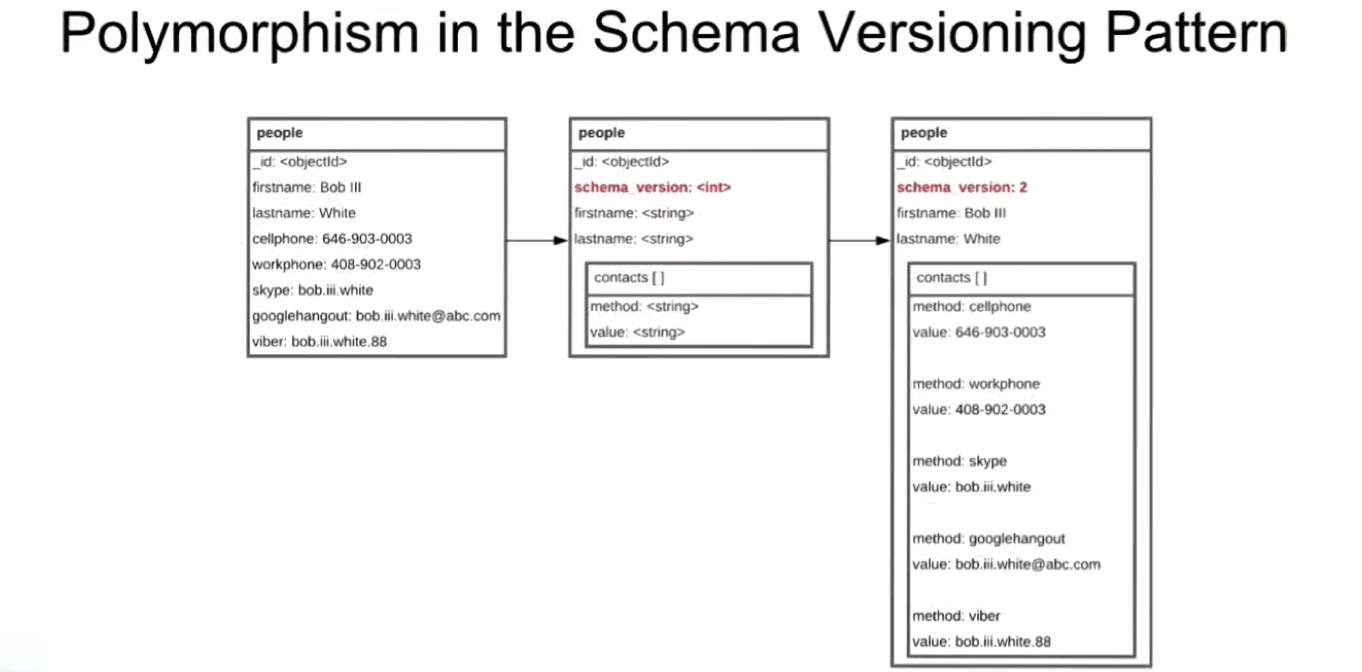 Polymorphism in the Schema Versioning Pattern
people
_id: <objectId>
firstname: Bob III
lastname: White
cellphone: 646-903-0003
workphone: 408-902-0003
skype: bob.iii.white
googlehangout: bob.iii.white@abc.com
viber: bob.iii.white.88
people
_id: <objectId>
schema_version: <int>
firstname: <string>
lastname: <string>
contacts [ ]
method: <string>
value: <string>
people
_id: <objectId>
schema_version: 2
firstname: Bob III
lastname: White
contacts [ ]
method: cellphone
value: 646-903-0003
method: workphone
value: 408-902-0003
method: skype
value: bob.iii.white
method: googlehangout
value: bob.iii.white@abc.com
method: viber
value: bob.iii.white.88